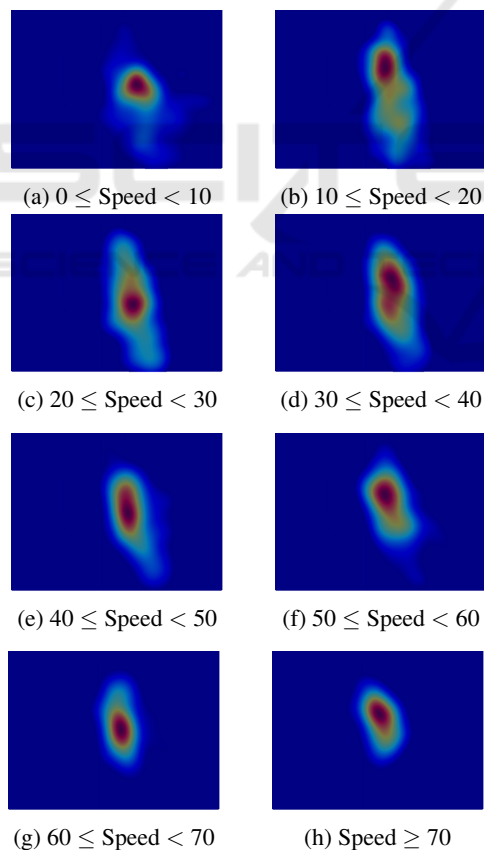 (a) 0 ≤ Speed < 10
(b) 10 ≤ Speed < 20
(c) 20 ≤ Speed < 30
(d) 30 ≤ Speed < 40
(e) 40 ≤ Speed < 50
(f) 50 ≤ Speed < 60
(g) 60 ≤ Speed < 70
(h) Speed ≥ 70